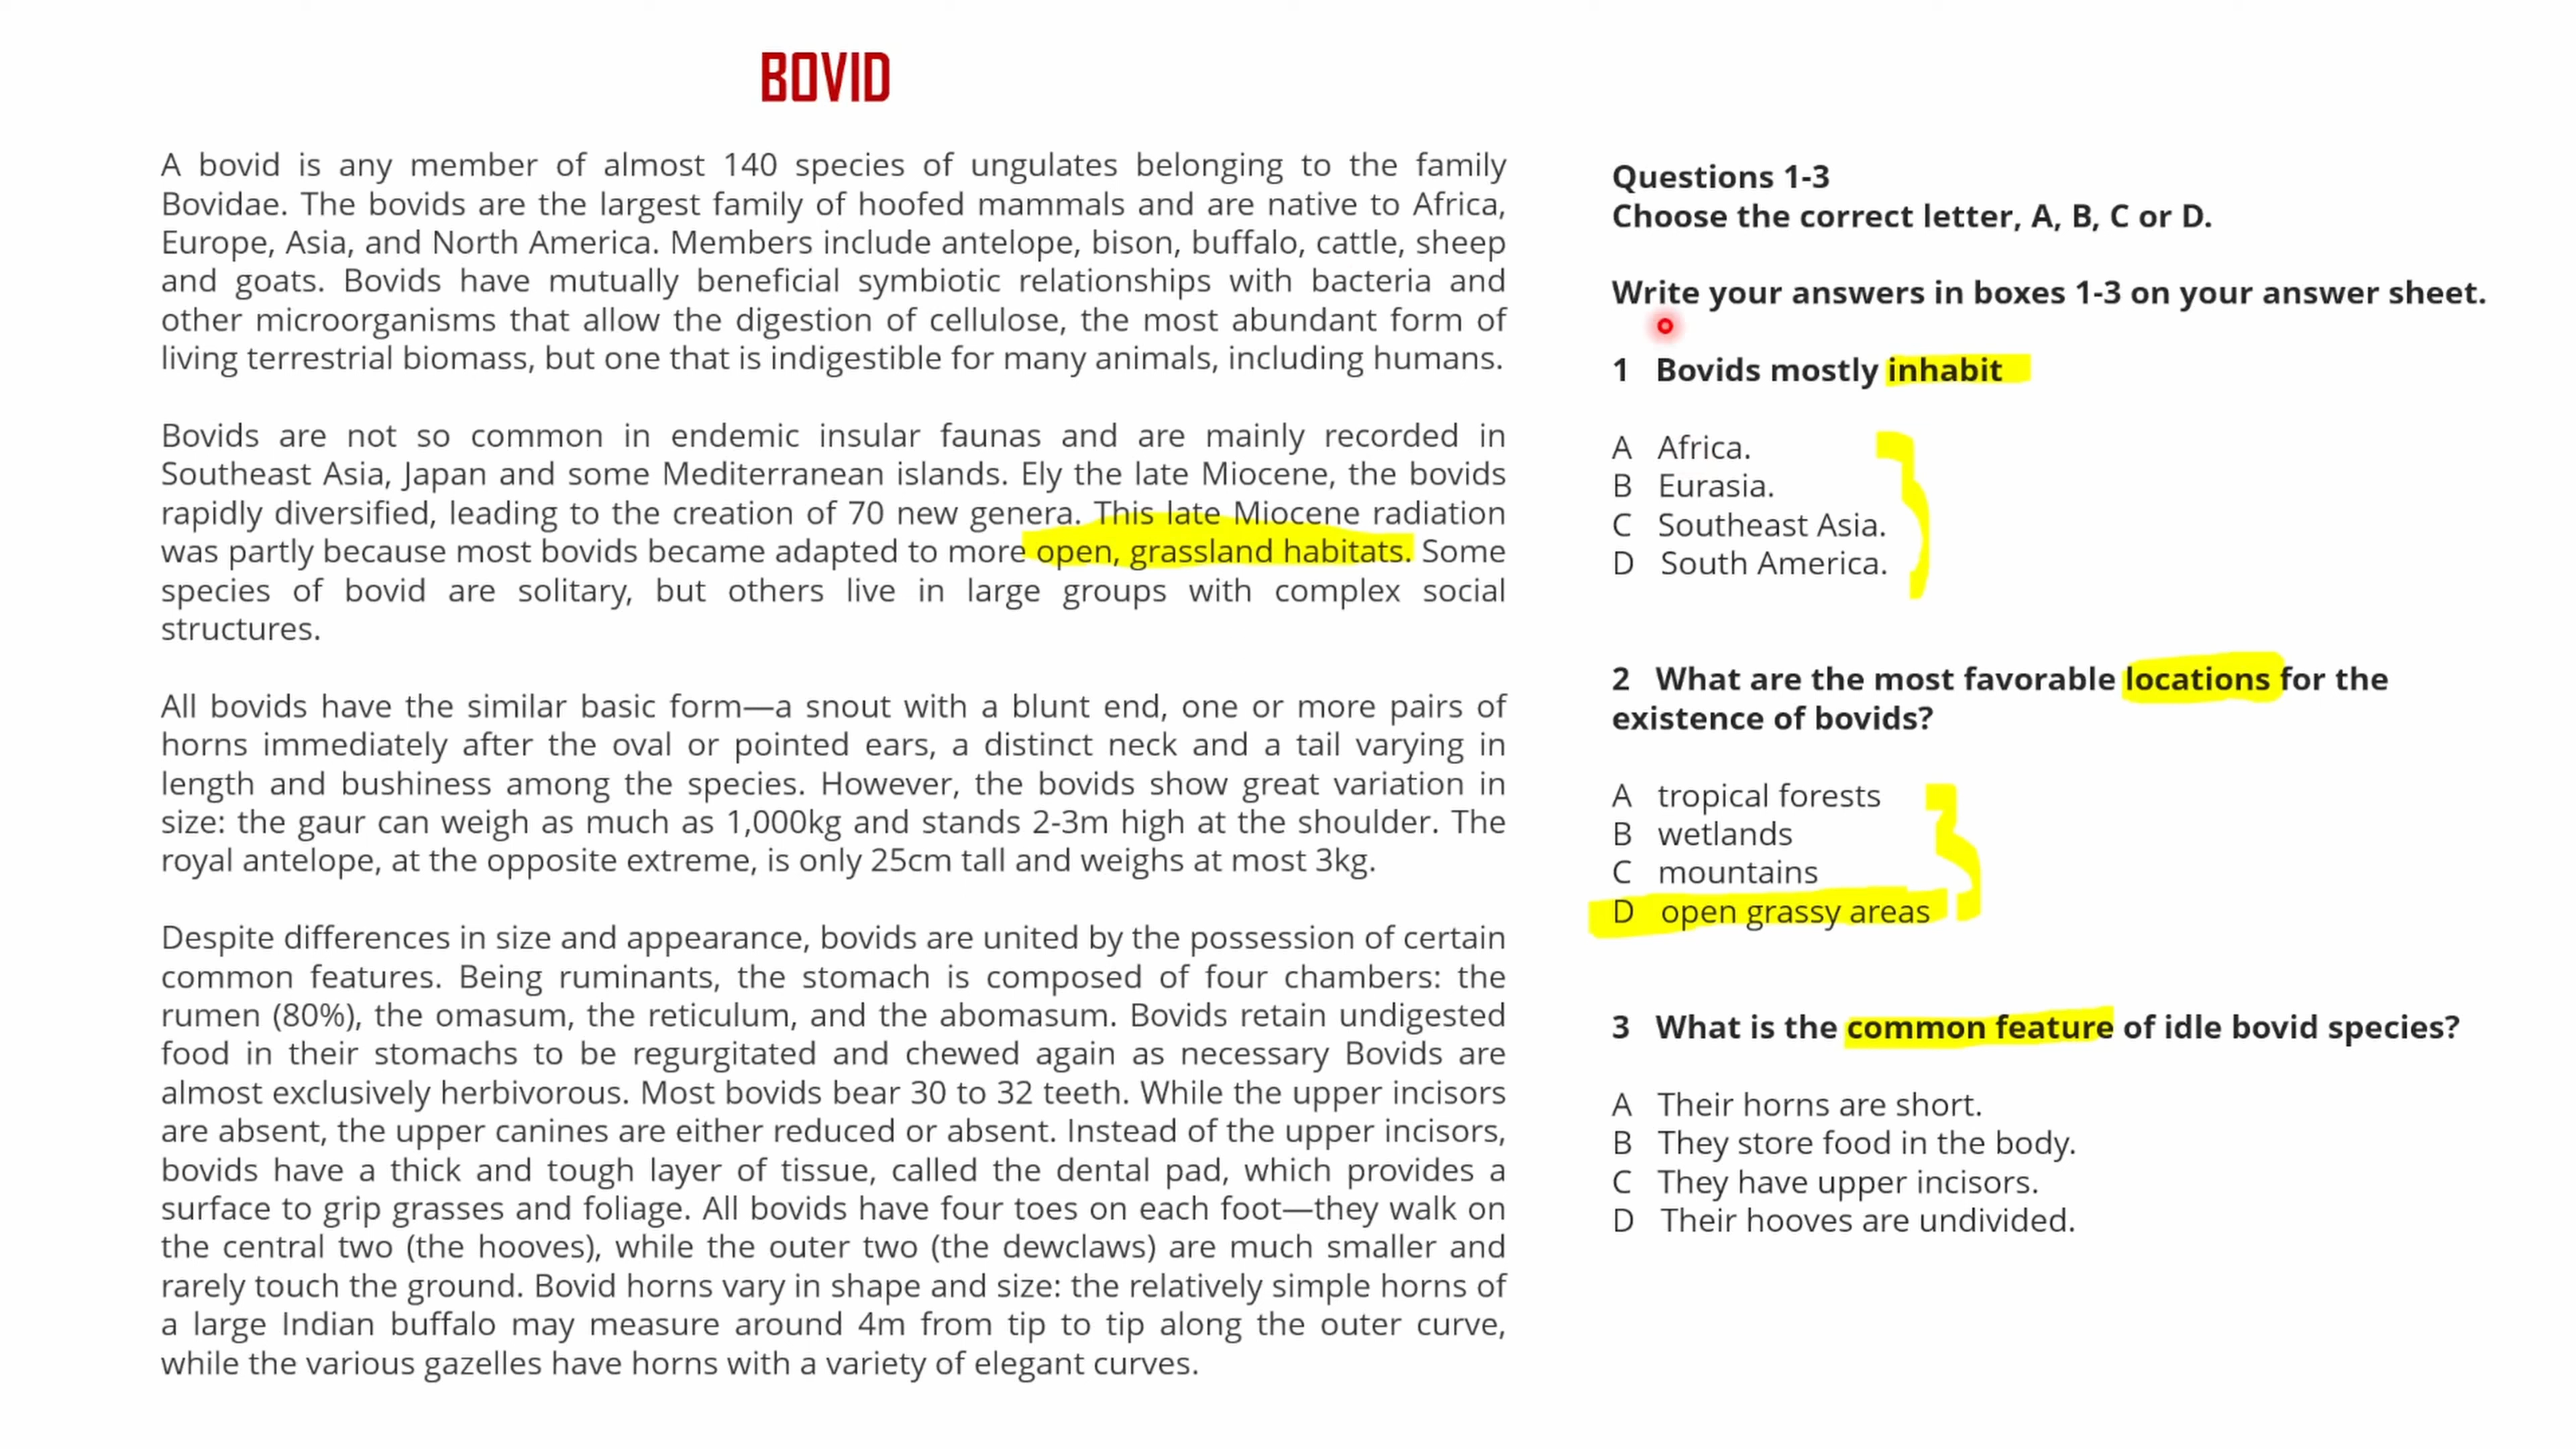 BOVID
A bovid is any member of almost 140 species of ungulates belonging to the family
Bovidae. The bovids are the largest family of hoofed mammals and are native to Africa,
Europe, Asia, and North America. Members include antelope, bison, buffalo, cattle, sheep
and goats. Bovids have mutually beneficial symbiotic relationships with bacteria and
other microorganisms that allow the digestion of cellulose, the most abundant form of
living terrestrial biomass, but one that is indigestible for many animals, including humans.
Bovids are not so common in endemic insular faunas and are mainly recorded in
Southeast Asia, Japan and some Mediterranean islands. Ely the late Miocene, the bovids
rapidly diversified, leading to the creation of 70 new genera. This late Miocene radiation
was partly because most bovids became adapted to more open, grassland habitats. Some
species of bovid are solitary, but others live in large groups with complex social
structures.
All bovids have the similar basic form—a snout with a blunt end, one or more pairs of
horns immediately after the oval or pointed ears, a distinct neck and a tail varying in
length and bushiness among the species. However, the bovids show great variation in
size: the gaur can weigh as much as 1,000kg and stands 2-3m high at the shoulder. The
royal antelope, at the opposite extreme, is only 25cm tall and weighs at most 3kg.
Despite differences in size and appearance, bovids are united by the possession of certain
common features. Being ruminants, the stomach is composed of four chambers: the
rumen (80%), the omasum, the reticulum, and the abomasum. Bovids retain undigested
food in their stomachs to be regurgitated and chewed again as necessary Bovids are
almost exclusively herbivorous. Most bovids bear 30 to 32 teeth. While the upper incisors
are absent, the upper canines are either reduced or absent. Instead of the upper incisors,
bovids have a thick and tough layer of tissue, called the dental pad, which provides a
surface to grip grasses and foliage. All bovids have four toes on each foot—they walk on
the central two (the hooves), while the outer two (the dewclaws) are much smaller and
rarely touch the ground. Bovid horns vary in shape and size: the relatively simple horns of
a large Indian buffalo may measure around 4m from tip to tip along the outer curve,
while the various gazelles have horns with a variety of elegant curves.
Questions 1-3
Choose the correct letter, A, B, C or D.
Write your answers in boxes 1-3 on your answer sheet.
1 Bovids mostly inhabit
A Africa.
B Eurasia.
C Southeast Asia.
D South America.
2 What are the most favorable locations for the
existence of bovids?
A tropical forests
B wetlands
C mountains
D open grassy areas
3 What is the common feature of idle bovid species?
A Their horns are short.
B They store food in the body.
C They have upper incisors.
D Their hooves are undivided.